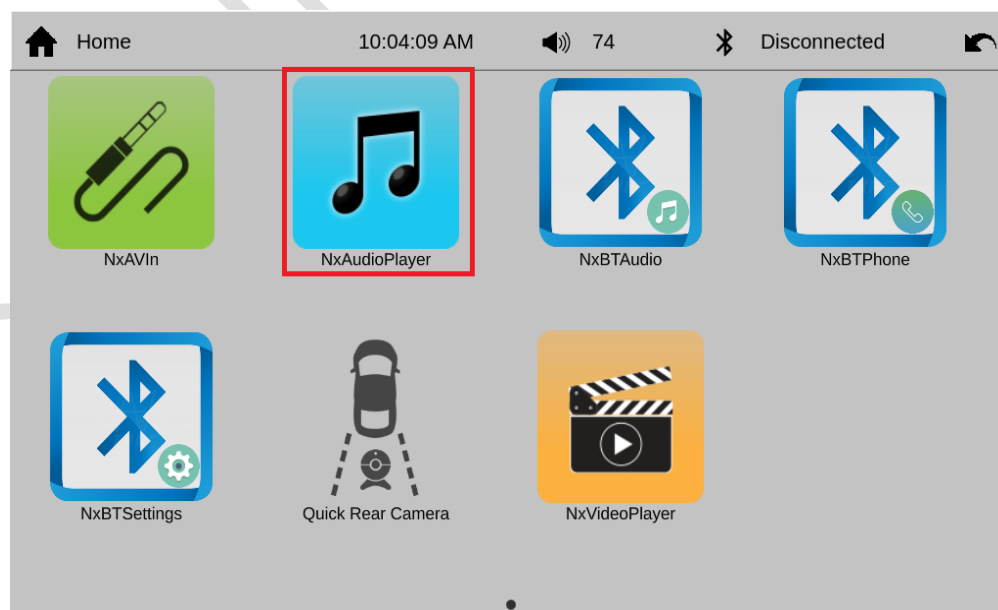 Home 10:04:09 AM 74 Disconnected
NxAVIn NxAudioPlayer NxBTAudio NxBTPhone
NxBTSettings Quick Rear Camera NxVideoPlayer